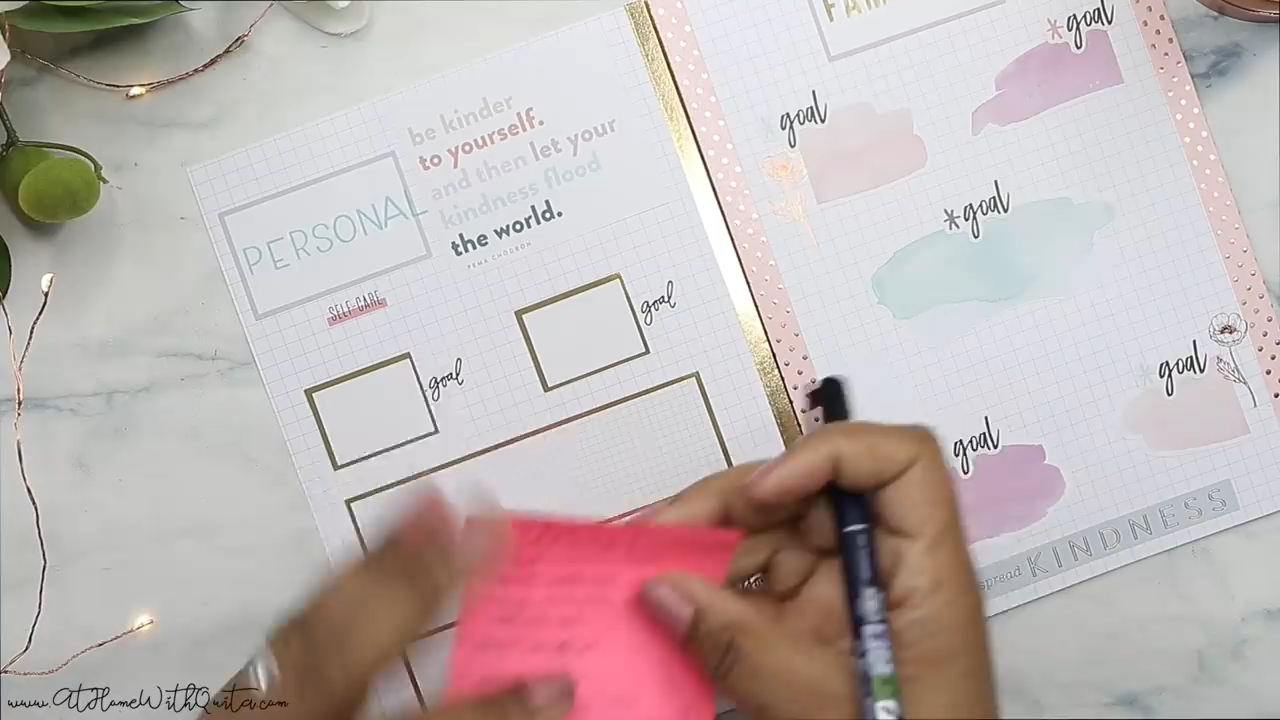 PERSONAL
SELF-CARE
be kinder
to yourself.
and then let your
kindness flood
the world.
PEMA CHODRON
goal
goal
*goal
goal
*goal
goal
goal
spread KINDNESS
www.AtHomeWithQuita.com